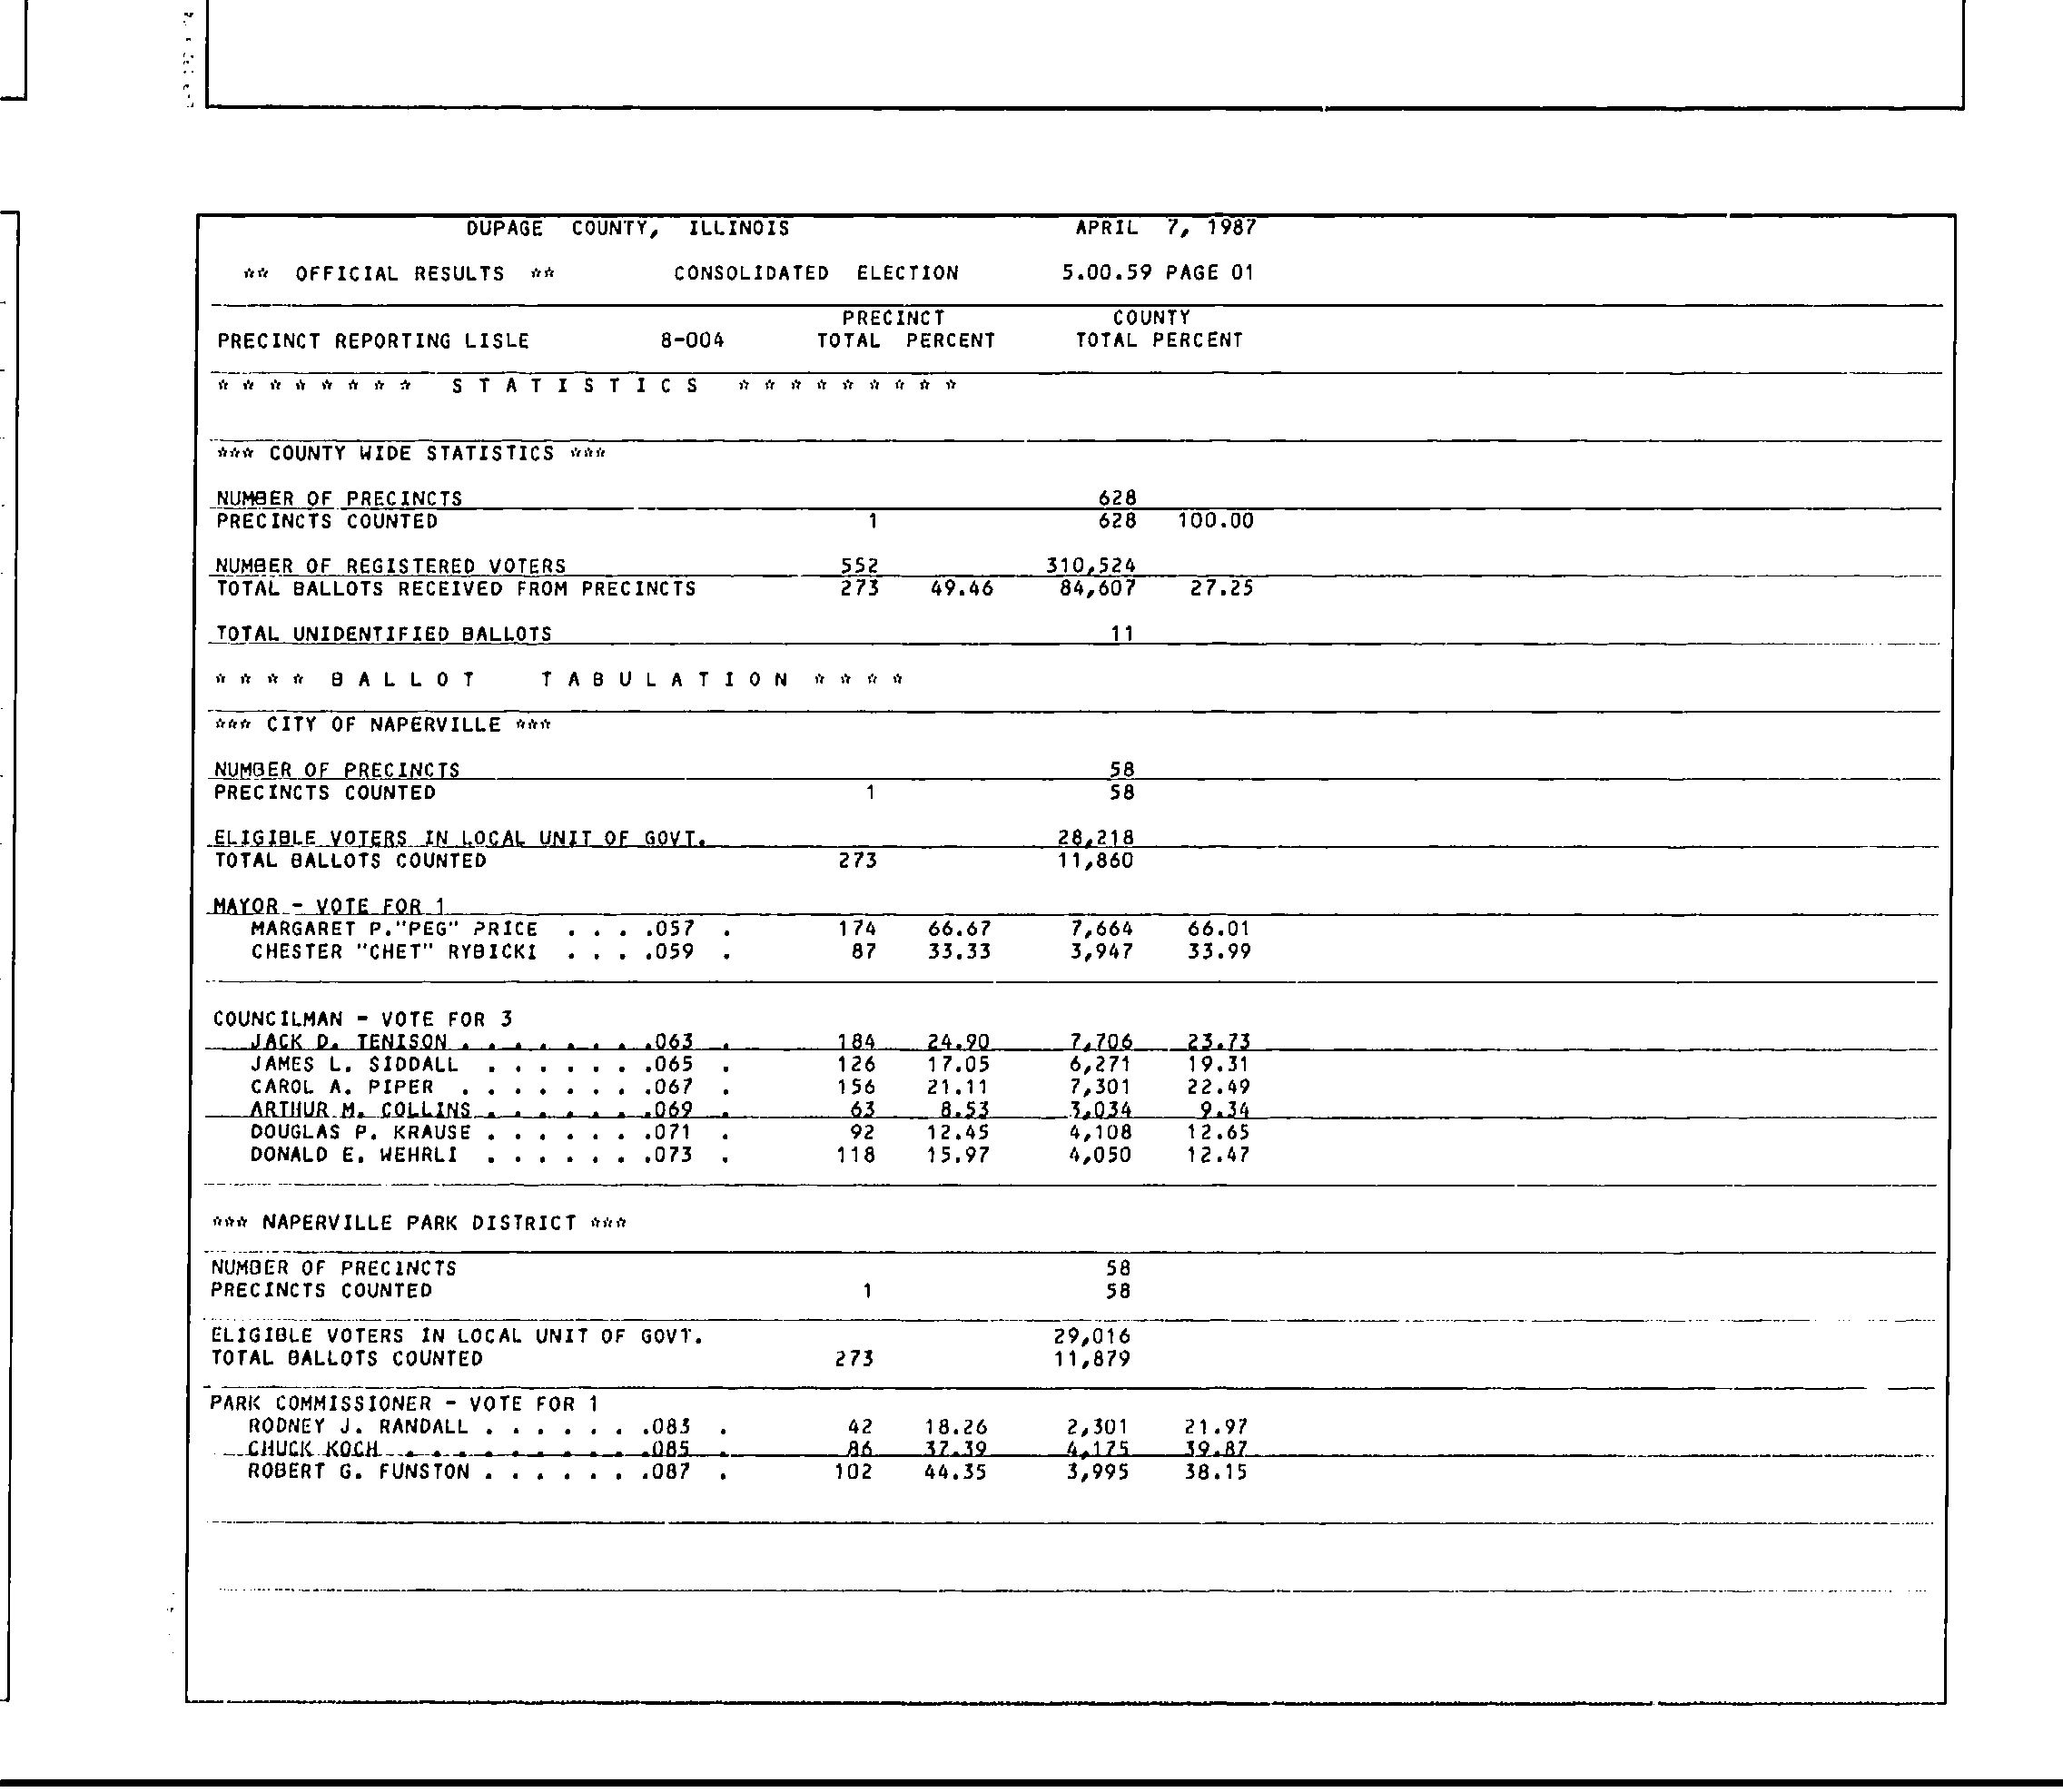 DUPAGE COUNTY, ILLINOIS APRIL 7, 1987
** OFFICIAL RESULTS ** CONSOLIDATED ELECTION 5.00.59 PAGE 01
PRECINCT COUNTY
PRECINCT REPORTING LISLE 8-004 TOTAL PERCENT TOTAL PERCENT
* * * * * * * * S T A T I S T I C S * * * * * * * * *
*** COUNTY WIDE STATISTICS ***
NUMBER OF PRECINCTS 628
PRECINCTS COUNTED 1 628 100.00
NUMBER OF REGISTERED VOTERS 552 310,524
TOTAL BALLOTS RECEIVED FROM PRECINCTS 273 49.46 84,607 27.25
TOTAL UNIDENTIFIED BALLOTS 11
* * * * B A L L O T T A B U L A T I O N * * * *
*** CITY OF NAPERVILLE ***
NUMBER OF PRECINCTS 58
PRECINCTS COUNTED 1 58
ELIGIBLE VOTERS IN LOCAL UNIT OF GOVT. 28,218
TOTAL BALLOTS COUNTED 273 11,860
MAYOR - VOTE FOR 1
MARGARET P."PEG" PRICE . . . .057 . 174 66.67 7,664 66.01
CHESTER "CHET" RYBICKI . . . .059 . 87 33.33 3,947 33.99
COUNCILMAN - VOTE FOR 3
JACK D. TENISON . . . . . . . .063 . 184 24.90 7,706 23.73
JAMES L. SIDDALL . . . . . . .065 . 126 17.05 6,271 19.31
CAROL A. PIPER . . . . . . . .067 . 156 21.11 7,301 22.49
ARTHUR M. COLLINS . . . . . . .069 . 63 8.53 3,034 9.34
DOUGLAS P. KRAUSE . . . . . . .071 . 92 12.45 4,108 12.65
DONALD E. WEHRLI . . . . . . .073 . 118 15.97 4,050 12.47
*** NAPERVILLE PARK DISTRICT ***
NUMBER OF PRECINCTS 58
PRECINCTS COUNTED 1 58
ELIGIBLE VOTERS IN LOCAL UNIT OF GOVT. 29,016
TOTAL BALLOTS COUNTED 273 11,879
PARK COMMISSIONER - VOTE FOR 1
RODNEY J. RANDALL . . . . . . .083 . 42 18.26 2,301 21.97
CHUCK KOCH . . . . . . . . . .085 . 86 37.39 4,175 39.87
ROBERT G. FUNSTON . . . . . . .087 . 102 44.35 3,995 38.15